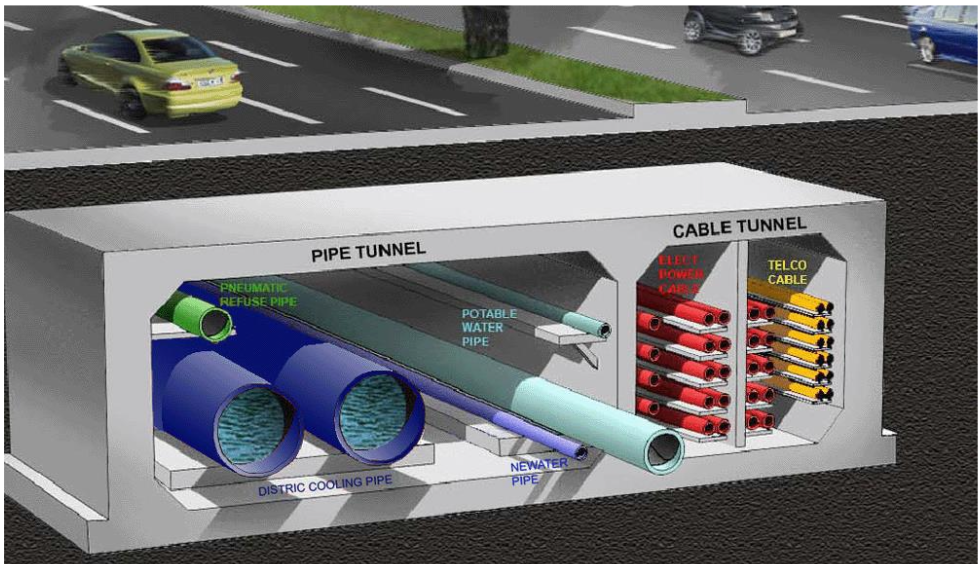 PIPE TUNNEL
CABLE TUNNEL
PNEUMATIC
REFUSE PIPE
POTABLE
WATER
PIPE
ELECT
POWER
CABLE
TELCO
CABLE
DISTRIC COOLING PIPE
NEWATER
PIPE